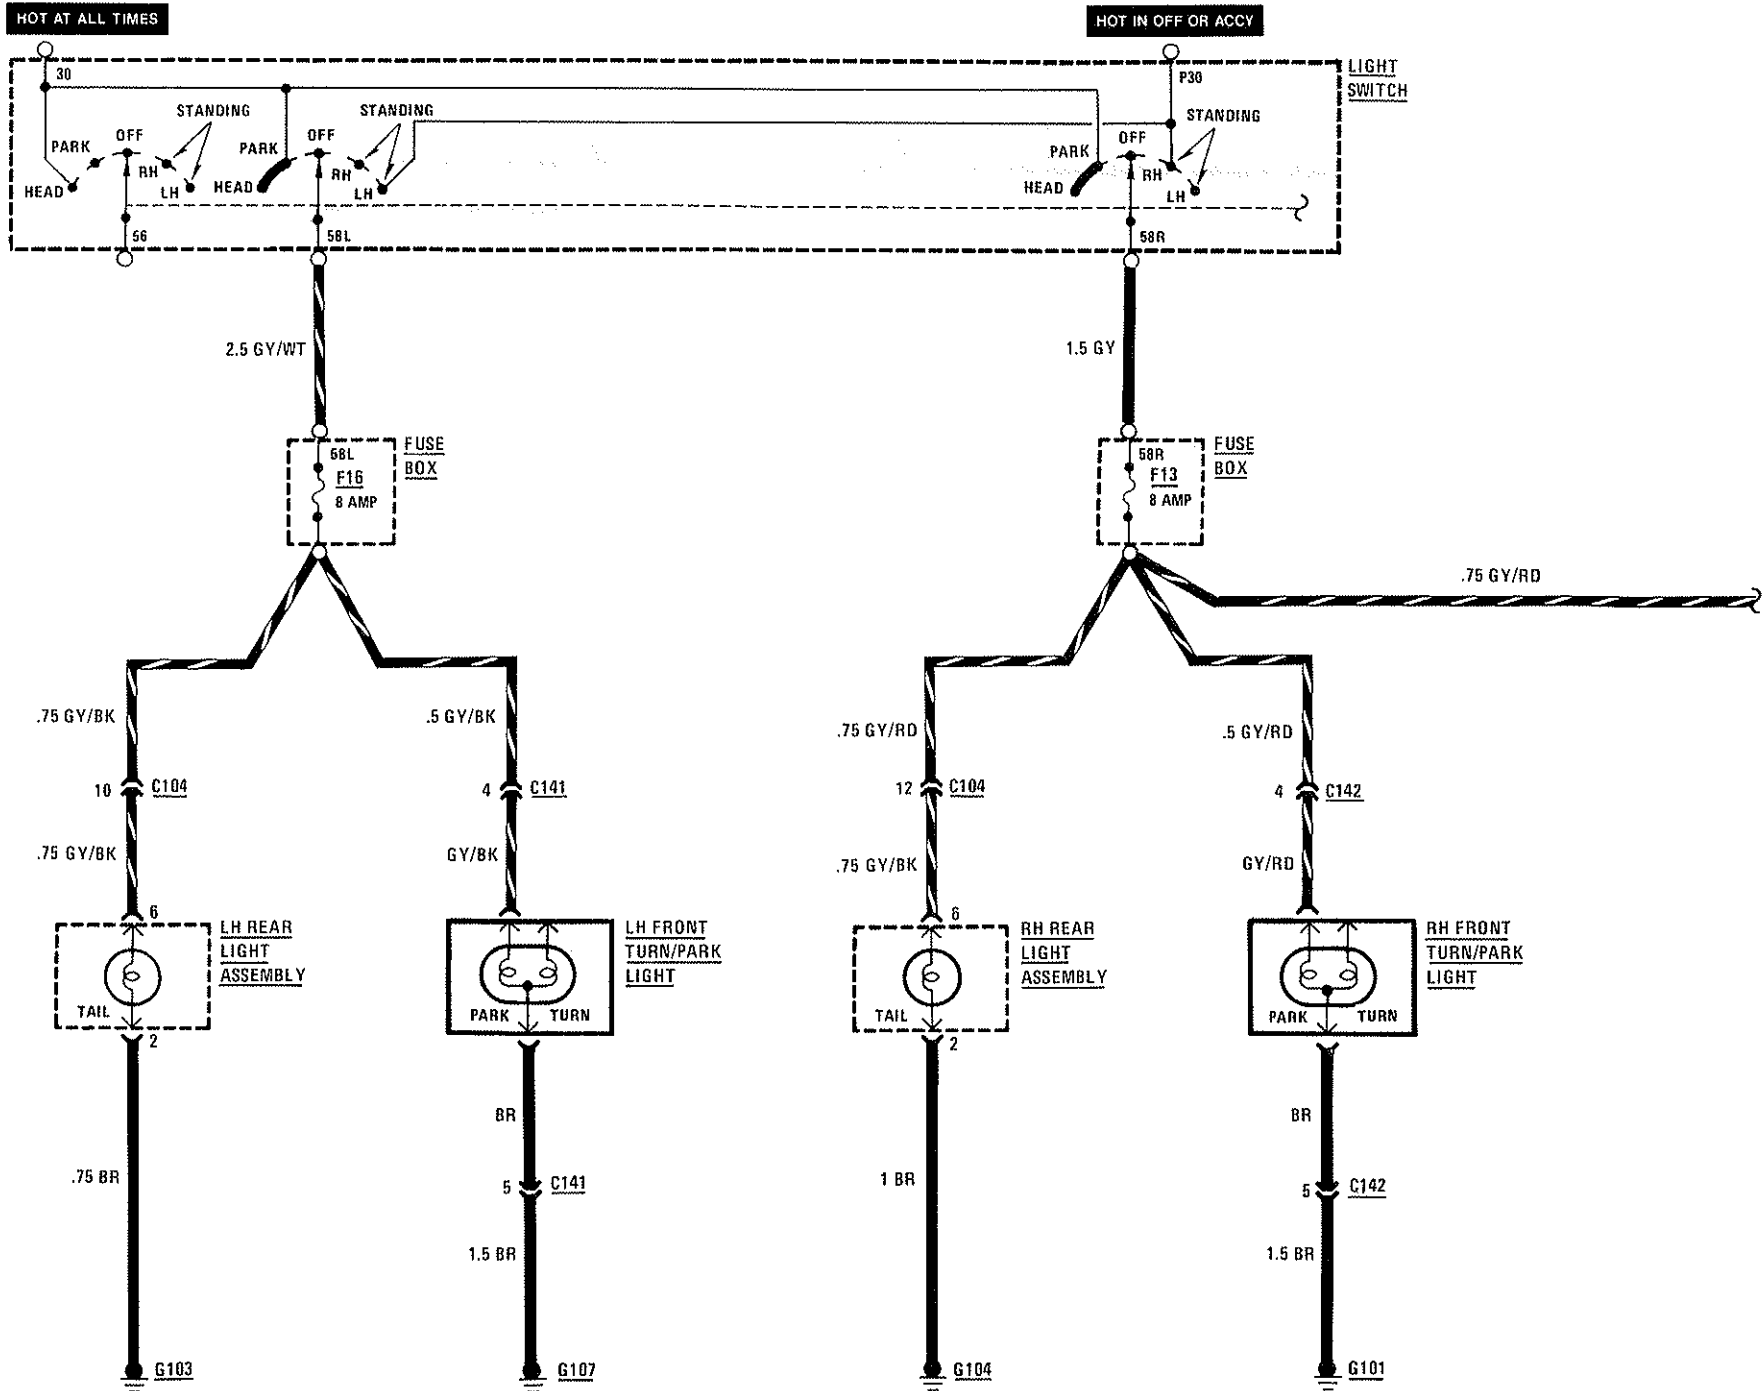 HOT AT ALL TIMES
HOT IN OFF OR ACCY
30
P30
LIGHT
SWITCH
STANDING
STANDING
STANDING
PARK
OFF
RH
LH
HEAD
PARK
OFF
RH
LH
HEAD
PARK
OFF
RH
LH
HEAD
56
58L
58R
2.5 GY/WT
1.5 GY
58L
F16
8 AMP
FUSE
BOX
58R
F13
8 AMP
FUSE
BOX
.75 GY/RD
.75 GY/BK
.5 GY/BK
.75 GY/RD
.5 GY/RD
10
C104
4
C141
12
C104
4
C142
.75 GY/BK
GY/BK
.75 GY/BK
GY/RD
6
LH REAR
LIGHT
ASSEMBLY
TAIL
2
LH FRONT
TURN/PARK
LIGHT
PARK
TURN
6
RH REAR
LIGHT
ASSEMBLY
TAIL
2
RH FRONT
TURN/PARK
LIGHT
PARK
TURN
BR
BR
.75 BR
5
C141
1 BR
5
C142
1.5 BR
1.5 BR
G103
G107
G104
G101